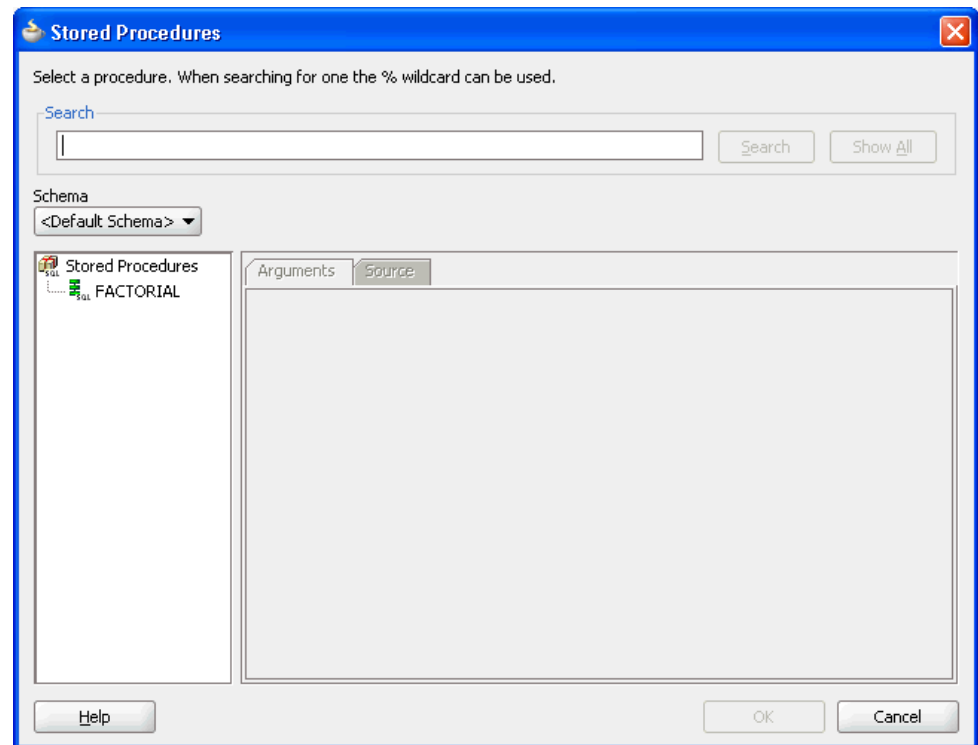 Stored Procedures
Select a procedure. When searching for one the % wildcard can be used.
Search
Search
Show All
Schema
<Default Schema>
Stored Procedures
FACTORIAL
Arguments
Source
Help
OK
Cancel